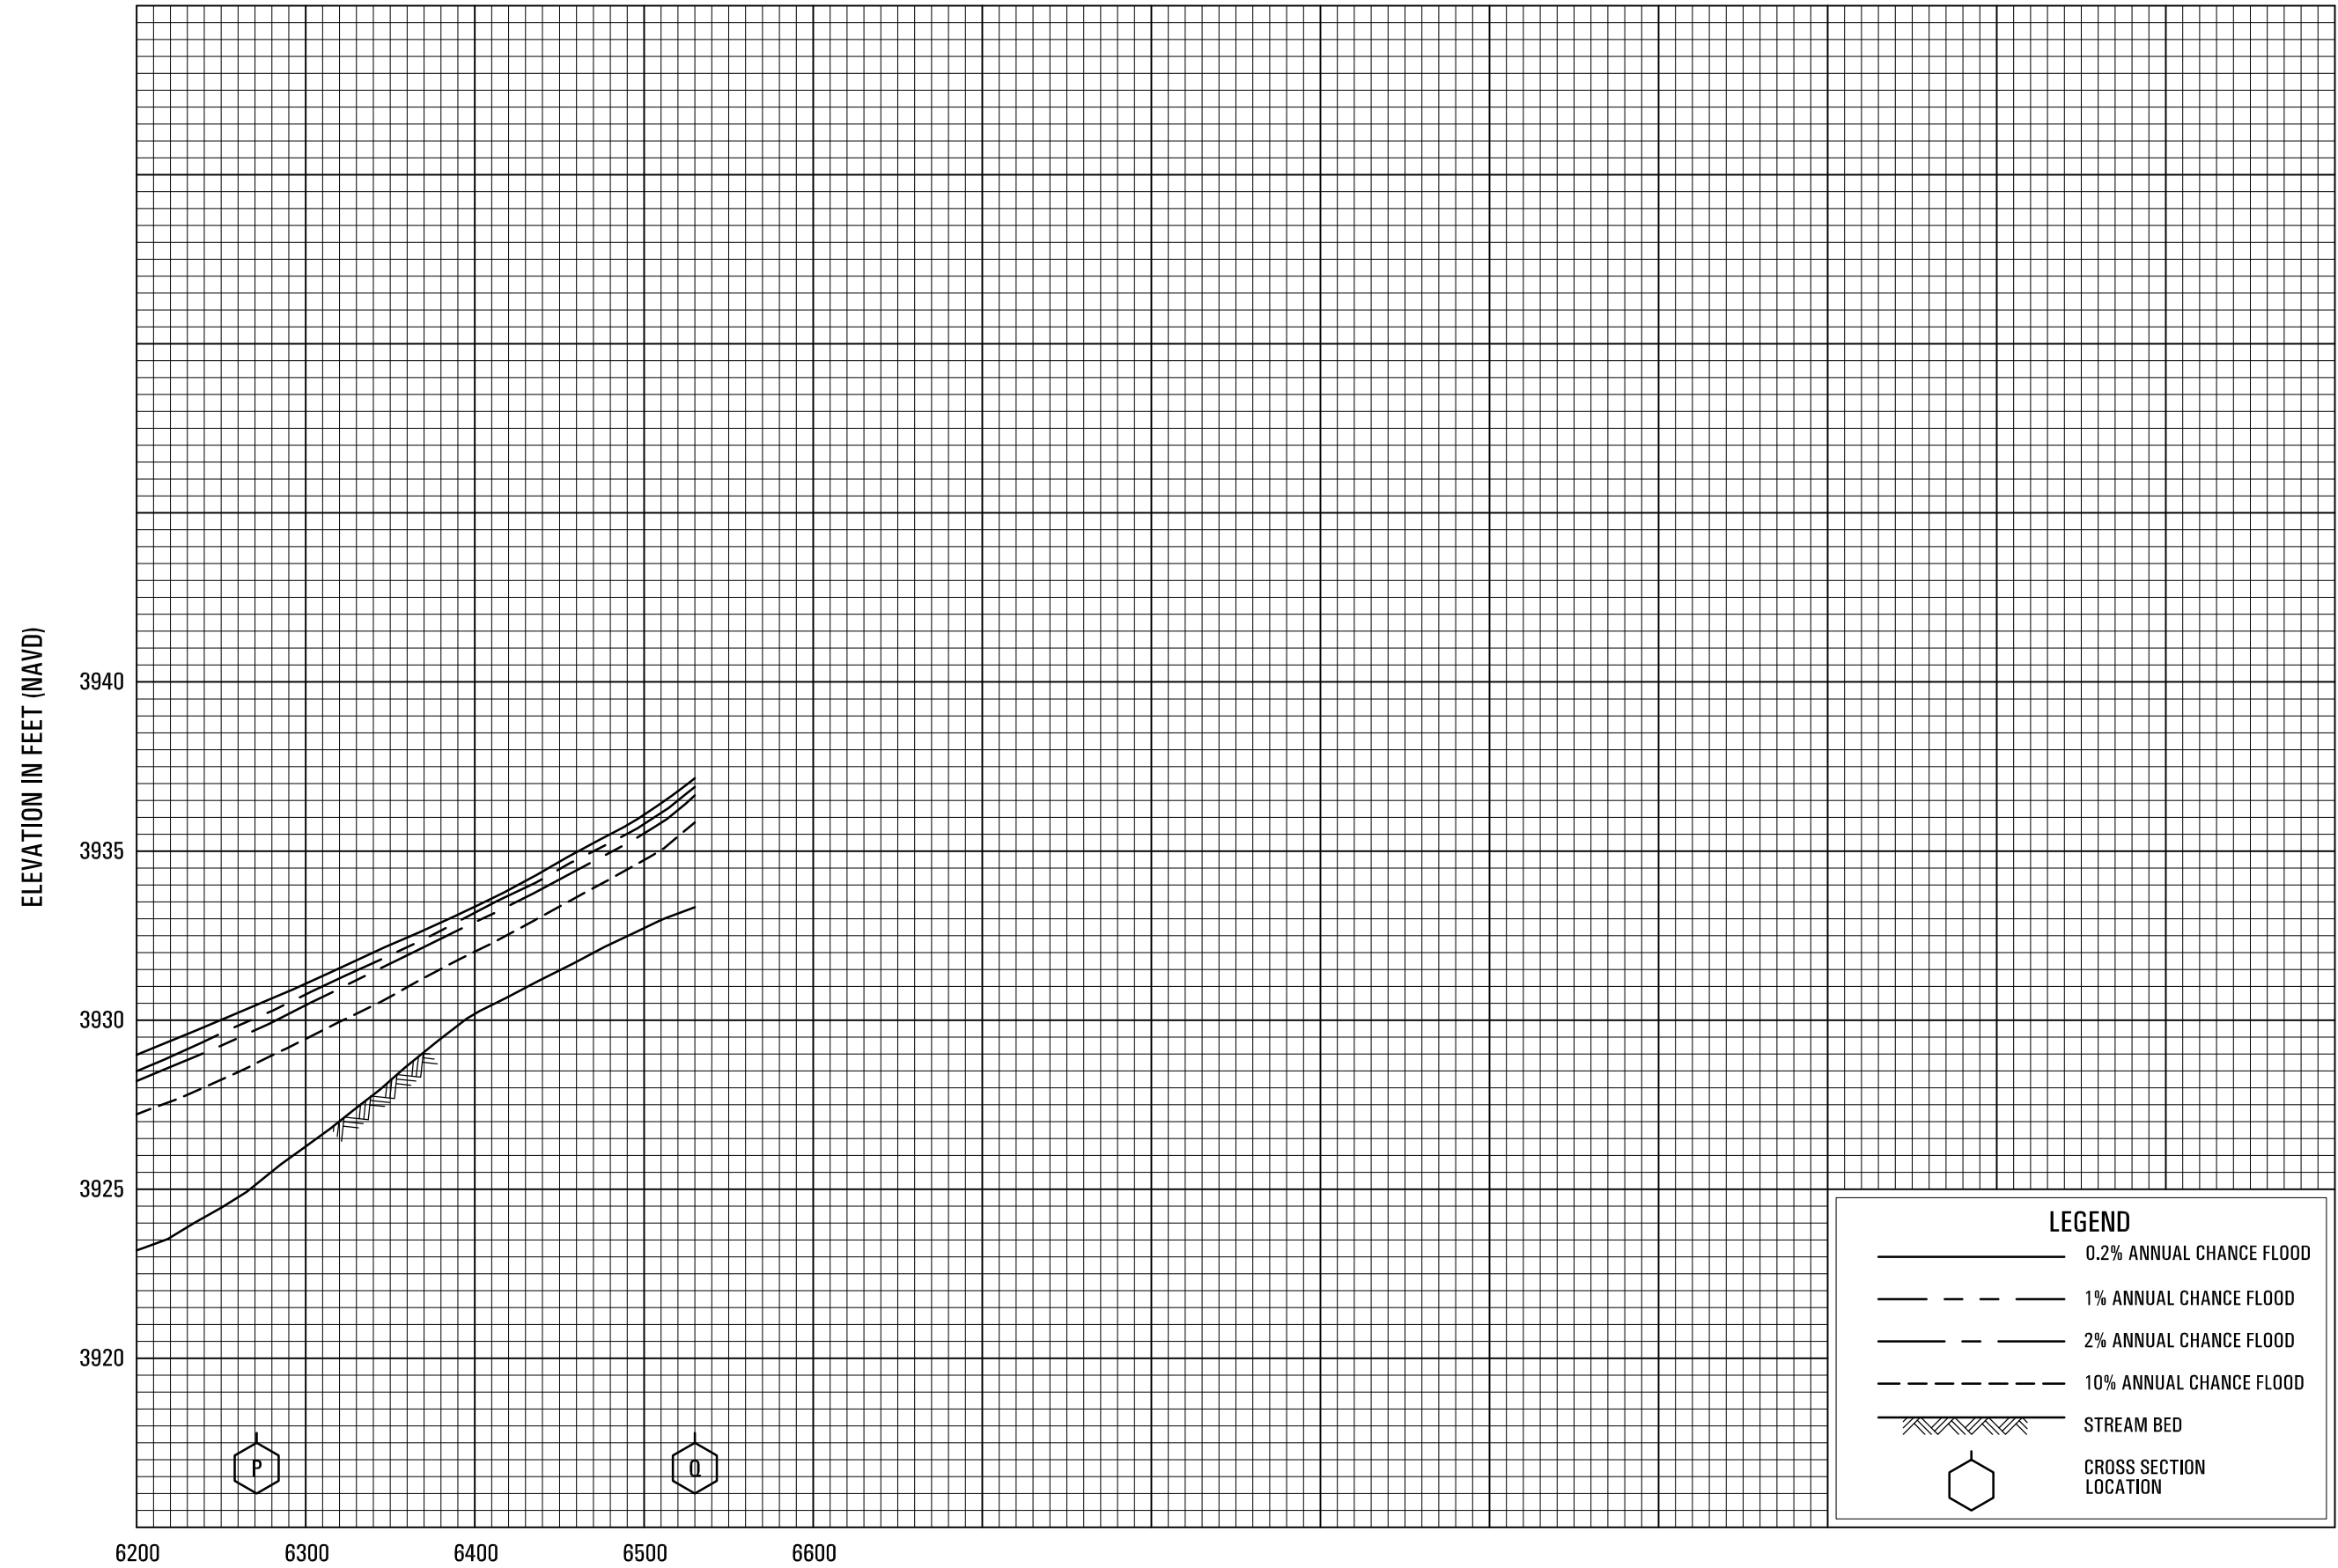 ELEVATION IN FEET (NAVD)
3940
3935
3930
3925
3920
P
Q
6200
6300
6400
6500
6600
LEGEND
0.2% ANNUAL CHANCE FLOOD
1% ANNUAL CHANCE FLOOD
2% ANNUAL CHANCE FLOOD
10% ANNUAL CHANCE FLOOD
STREAM BED
CROSS SECTION
LOCATION